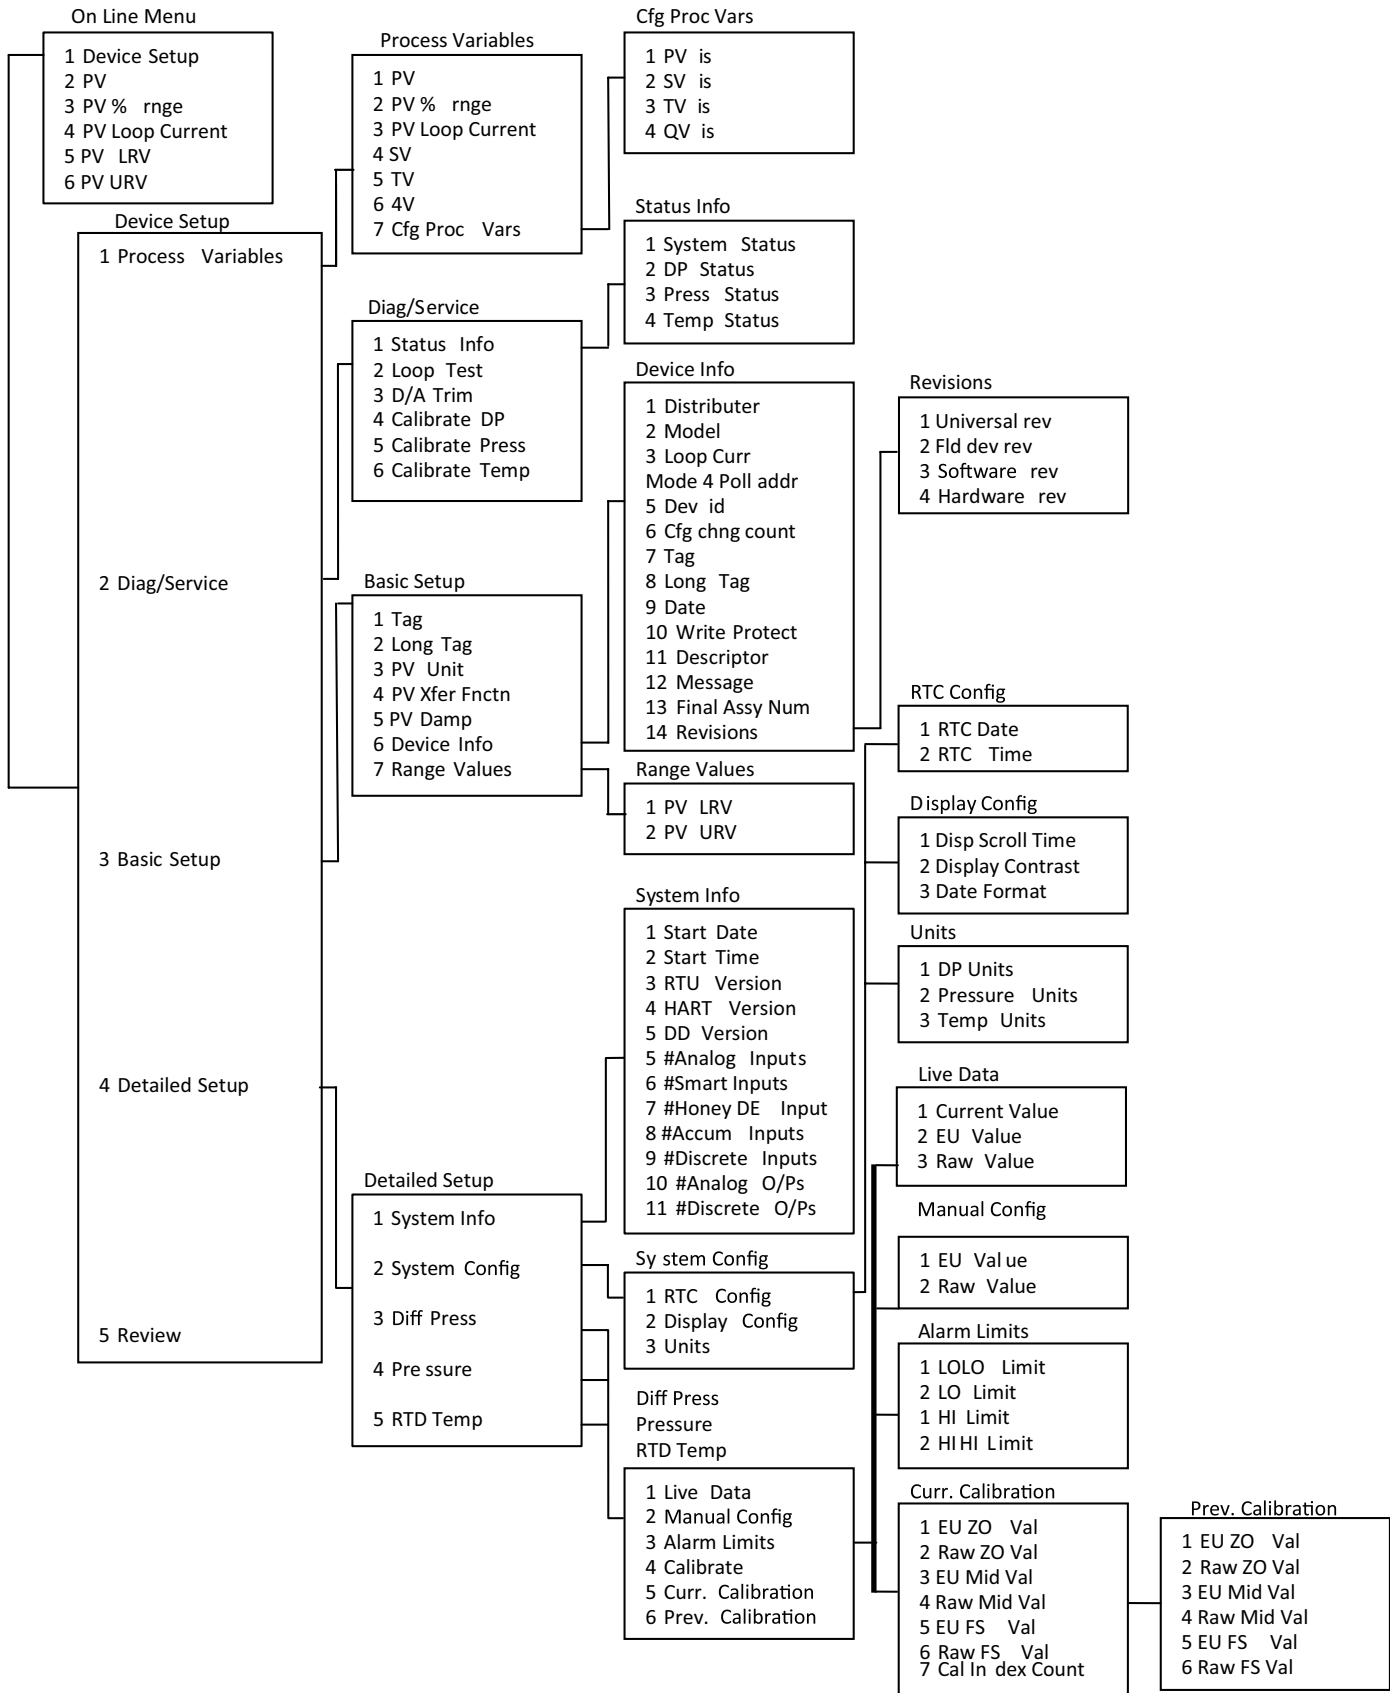 On Line Menu
1 Device Setup
2 PV
3 PV % rnge
4 PV Loop Current
5 PV LRV
6 PV URV
Device Setup
1 Process Variables
2 Diag/Service
3 Basic Setup
4 Detailed Setup
5 Review
Process Variables
1 PV
2 PV % rnge
3 PV Loop Current
4 SV
5 TV
6 4V
7 Cfg Proc Vars
Diag/Service
1 Status Info
2 Loop Test
3 D/A Trim
4 Calibrate DP
5 Calibrate Press
6 Calibrate Temp
Basic Setup
1 Tag
2 Long Tag
3 PV Unit
4 PV Xfer Fnctn
5 PV Damp
6 Device Info
7 Range Values
Detailed Setup
1 System Info
2 System Config
3 Diff Press
4 Pre ssure
5 RTD Temp
Cfg Proc Vars
1 PV is
2 SV is
3 TV is
4 QV is
Status Info
1 System Status
2 DP Status
3 Press Status
4 Temp Status
Device Info
1 Distributer
2 Model
3 Loop Curr
Mode 4 Poll addr
5 Dev id
6 Cfg chng count
7 Tag
8 Long Tag
9 Date
10 Write Protect
11 Descriptor
12 Message
13 Final Assy Num
14 Revisions
Range Values
1 PV LRV
2 PV URV
System Info
1 Start Date
2 Start Time
3 RTU Version
4 HART Version
5 DD Version
5 #Analog Inputs
6 #Smart Inputs
7 #Honey DE Input
8 #Accum Inputs
9 #Discrete Inputs
10 #Analog O/Ps
11 #Discrete O/Ps
Sy stem Config
1 RTC Config
2 Display Config
3 Units
Diff Press
Pressure
RTD Temp
1 Live Data
2 Manual Config
3 Alarm Limits
4 Calibrate
5 Curr. Calibration
6 Prev. Calibration
Revisions
1 Universal rev
2 Fld dev rev
3 Software rev
4 Hardware rev
RTC Config
1 RTC Date
2 RTC Time
Display Config
1 Disp Scroll Time
2 Display Contrast
3 Date Format
Units
1 DP Units
2 Pressure Units
3 Temp Units
Live Data
1 Current Value
2 EU Value
3 Raw Value
Manual Config
1 EU Val ue
2 Raw Value
Alarm Limits
1 LOLO Limit
2 LO Limit
1 HI Limit
2 HIHI Limit
Curr. Calibration
1 EU ZO Val
2 Raw ZO Val
3 EU Mid Val
4 Raw Mid Val
5 EU FS Val
6 Raw FS Val
7 Cal In dex Count
Prev. Calibration
1 EU ZO Val
2 Raw ZO Val
3 EU Mid Val
4 Raw Mid Val
5 EU FS Val
6 Raw FS Val